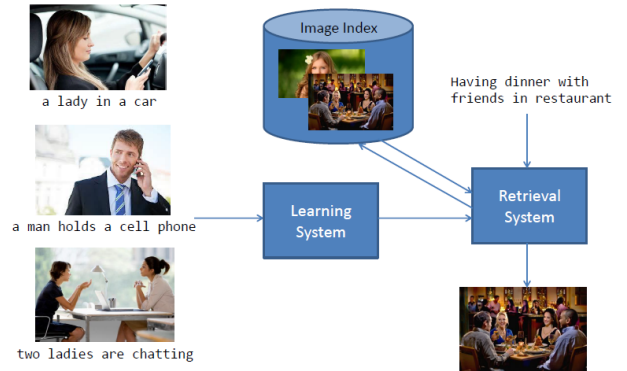 a lady in a car
a man holds a cell phone
two ladies are chatting
Image Index
Learning
System
Having dinner with
friends in restaurant
Retrieval
System